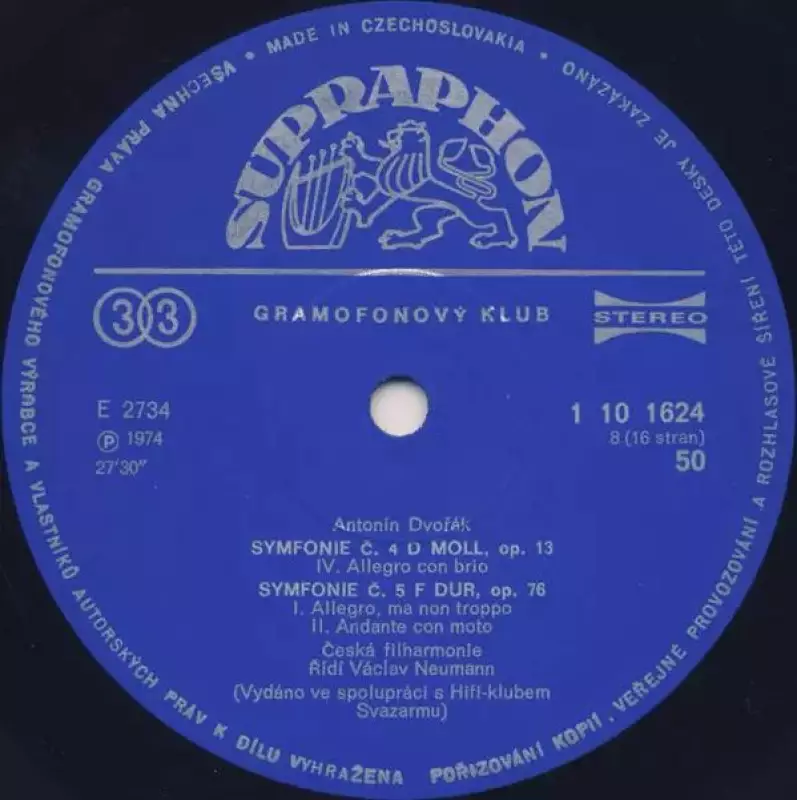 • MADE IN CZECHOSLOVAKIA •
SUPRAPHON
33
GRAMOFONOVÝ KLUB
STEREO
E 2734
1 10 1624
Ⓟ 1974
8 (16 stran)
27'30"
50
Antonín Dvořák
SYMFONIE Č. 4 D MOLL, op. 13
IV. Allegro con brio
SYMFONIE Č. 5 F DUR, op. 76
I. Allegro, ma non troppo
II. Andante con moto
Česká filharmonie
Řídí Václav Neumann
(Vydáno ve spolupráci s Hifi-klubem
Svazarmu)
VŠECHNA PRÁVA GRAMOFONOVÉHO VÝROBCE A VLASTNÍKŮ AUTORSKÝCH PRÁV K DÍLU VYHRAŽENA POŘIZOVÁNÍ KOPIÍ, VEŘEJNÉ PROVOZOVÁNÍ A ROZHLASOVÉ ŠÍŘENÍ TÉTO DESKY JE ZAKÁZÁNO